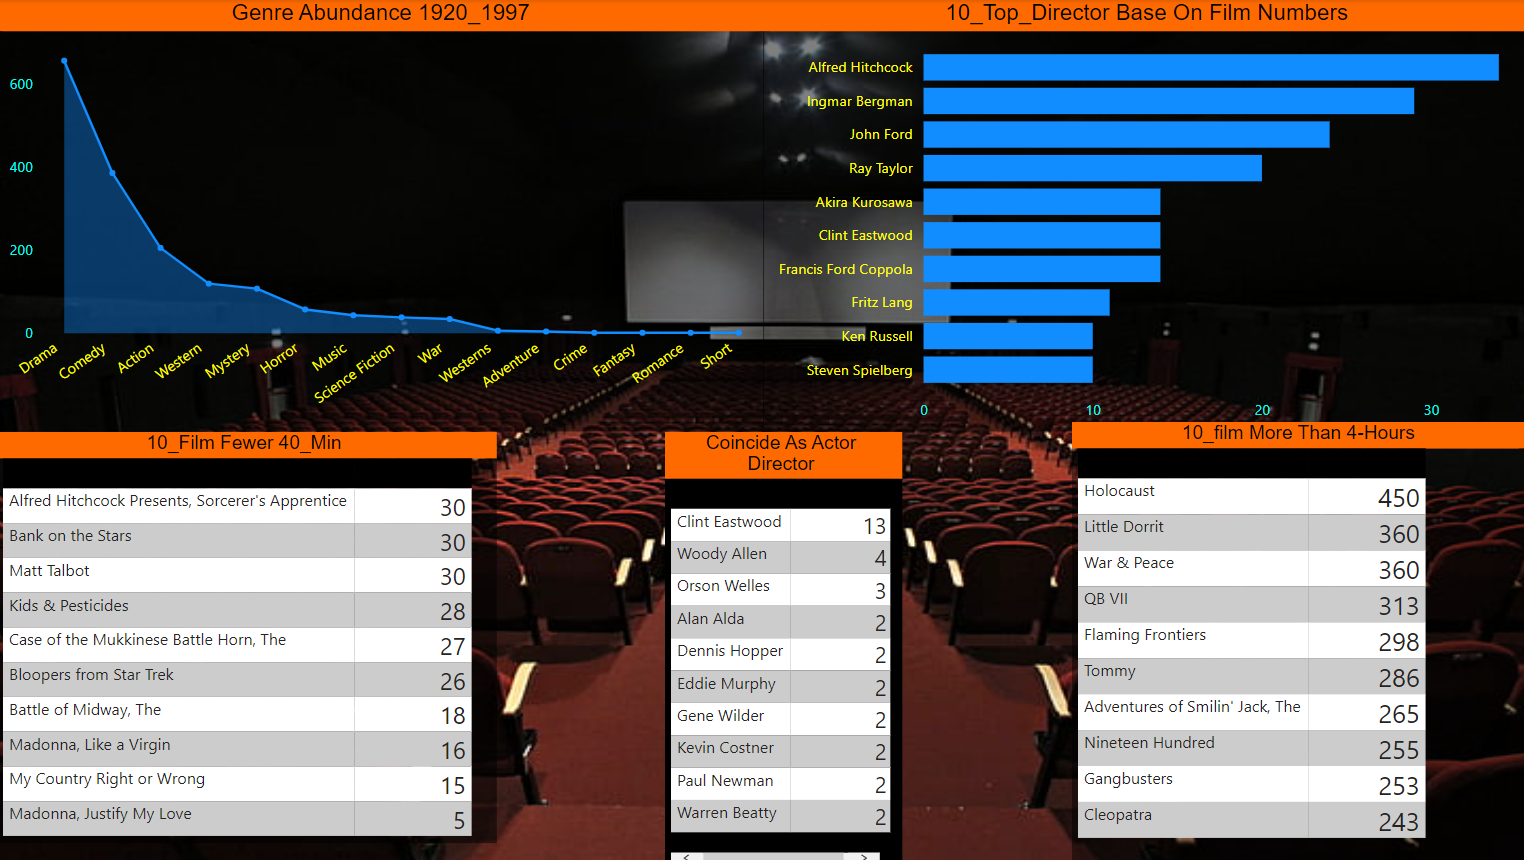 Genre Abundance 1920_1997
600
400
200
0
Drama
Comedy
Action
Western
Mystery
Horror
Music
Science Fiction
War
Westerns
Adventure
Crime
Fantasy
Romance
Short
10_Top_Director Base On Film Numbers
Alfred Hitchcock
Ingmar Bergman
John Ford
Ray Taylor
Akira Kurosawa
Clint Eastwood
Francis Ford Coppola
Fritz Lang
Ken Russell
Steven Spielberg
0 10 20 30
10_Film Fewer 40_Min
Alfred Hitchcock Presents, Sorcerer's Apprentice 30
Bank on the Stars 30
Matt Talbot 30
Kids & Pesticides 28
Case of the Mukkinese Battle Horn, The 27
Bloopers from Star Trek 26
Battle of Midway, The 18
Madonna, Like a Virgin 16
My Country Right or Wrong 15
Madonna, Justify My Love 5
Coincide As Actor
Director
Clint Eastwood 13
Woody Allen 4
Orson Welles 3
Alan Alda 2
Dennis Hopper 2
Eddie Murphy 2
Gene Wilder 2
Kevin Costner 2
Paul Newman 2
Warren Beatty 2
10_film More Than 4-Hours
Holocaust 450
Little Dorrit 360
War & Peace 360
QB VII 313
Flaming Frontiers 298
Tommy 286
Adventures of Smilin' Jack, The 265
Nineteen Hundred 255
Gangbusters 253
Cleopatra 243